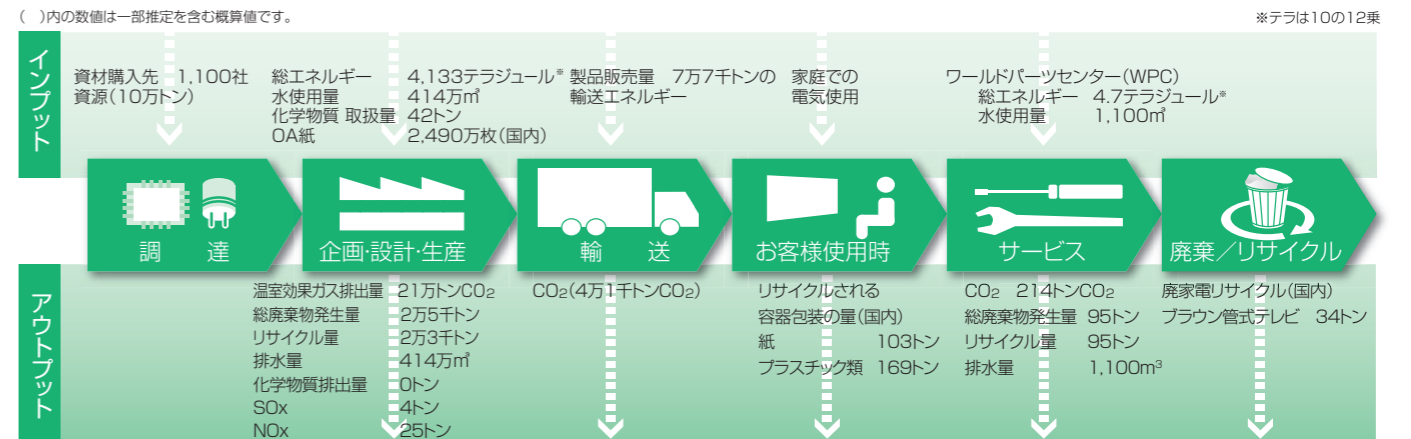 (　)内の数値は一部推定を含む概算値です。
※テラは10の12乗
インプット
資材購入先　1,100社
資源(10万トン)
総エネルギー　4,133テラジュール※
水使用量　414万㎥
化学物質 取扱量　42トン
OA紙　2,490万枚(国内)
製品販売量　7万7千トンの
輸送エネルギー
家庭での
電気使用
ワールドパーツセンター(WPC)
総エネルギー　4.7テラジュール※
水使用量　1,100㎥
調　達
企画・設計・生産
輸　送
お客様使用時
サービス
廃棄／リサイクル
アウトプット
温室効果ガス排出量　21万トンCO2
総廃棄物発生量　2万5千トン
リサイクル量　2万3千トン
排水量　414万㎥
化学物質排出量　0トン
SOx　4トン
NOx　25トン
CO2(4万1千トンCO2)
リサイクルされる
容器包装の量(国内)
紙　103トン
プラスチック類　169トン
CO2　214トンCO2
総廃棄物発生量　95トン
リサイクル量　95トン
排水量　1,100m3
廃家電リサイクル(国内)
ブラウン管式テレビ　34トン